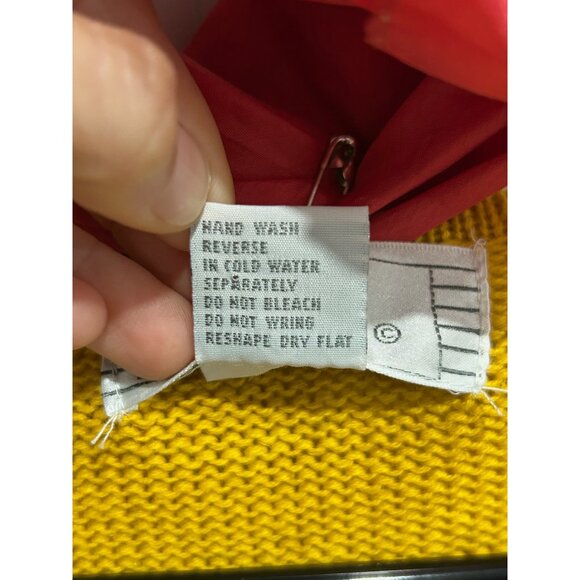 HAND WASH
REVERSE
IN COLD WATER
SEPARATELY
DO NOT BLEACH
DO NOT WRING
RESHAPE DRY FLAT
©